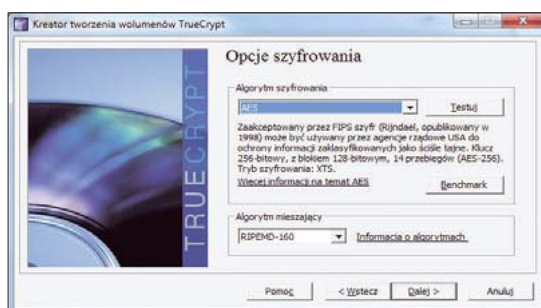 Kreator tworzenia wolumenów TrueCrypt
TRUECRYPT
Opcje szyfrowania
Algorytm szyfrowania
AES
Testuj
Zaakceptowany przez FIPS szyfr (Rijndael, opublikowany w
1998) może być używany przez agencje rządowe USA do
ochrony informacji zaklasyfikowanych jako ściśle tajne. Klucz
256-bitowy, z blokiem 128-bitowym, 14 przebiegów (AES-256).
Tryb szyfrowania: XTS.
Więcej informacji na temat AES
Benchmark
Algorytm mieszający
RIPEMD-160
Informacja o algorytmach
Pomoc
< Wstecz
Dalej >
Anuluj